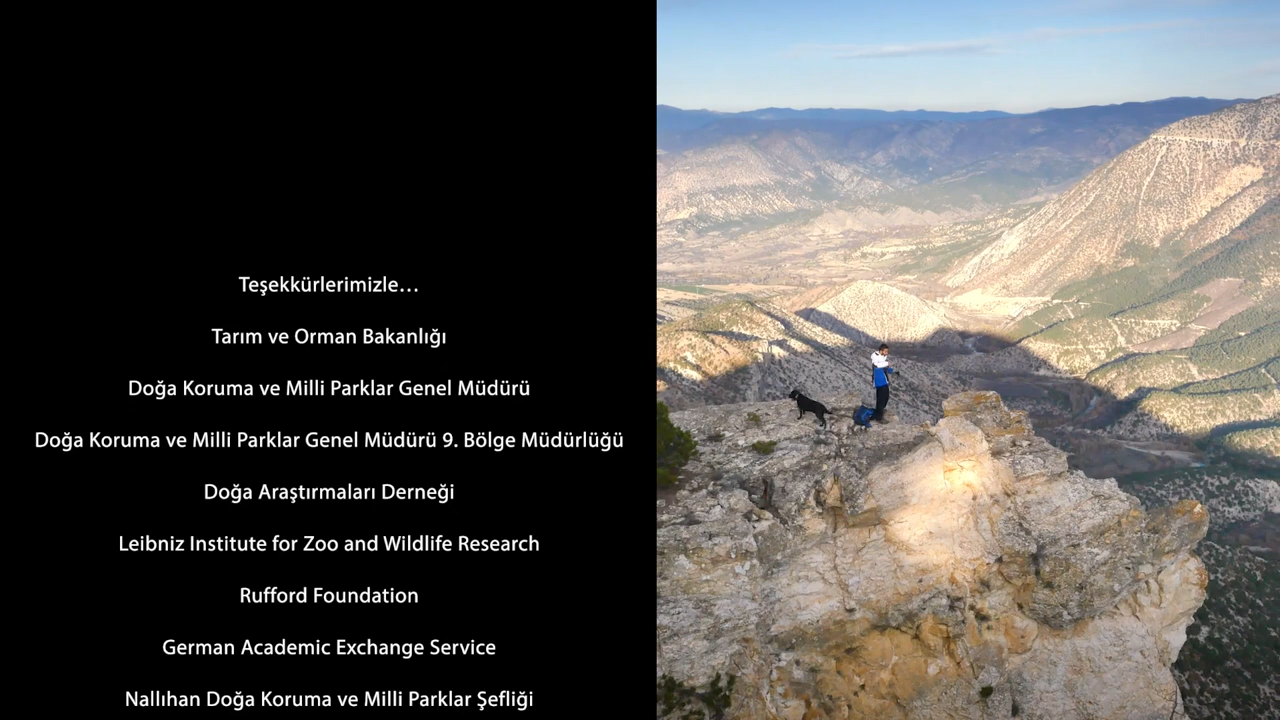 Teşekkürlerimizle…
Tarım ve Orman Bakanlığı
Doğa Koruma ve Milli Parklar Genel Müdürü
Doğa Koruma ve Milli Parklar Genel Müdürü 9. Bölge Müdürlüğü
Doğa Araştırmaları Derneği
Leibniz Institute for Zoo and Wildlife Research
Rufford Foundation
German Academic Exchange Service
Nallıhan Doğa Koruma ve Milli Parklar Şefliği